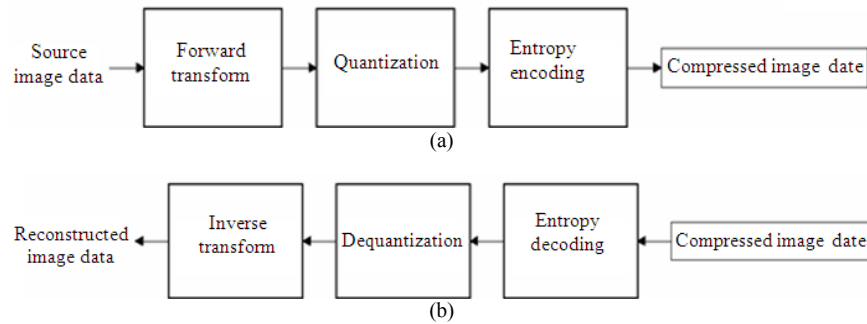 Source
image data
Forward
transform
Quantization
Entropy
encoding
Compressed image date
(a)
Reconstructed
image data
Inverse
transform
Dequantization
Entropy
decoding
Compressed image date
(b)